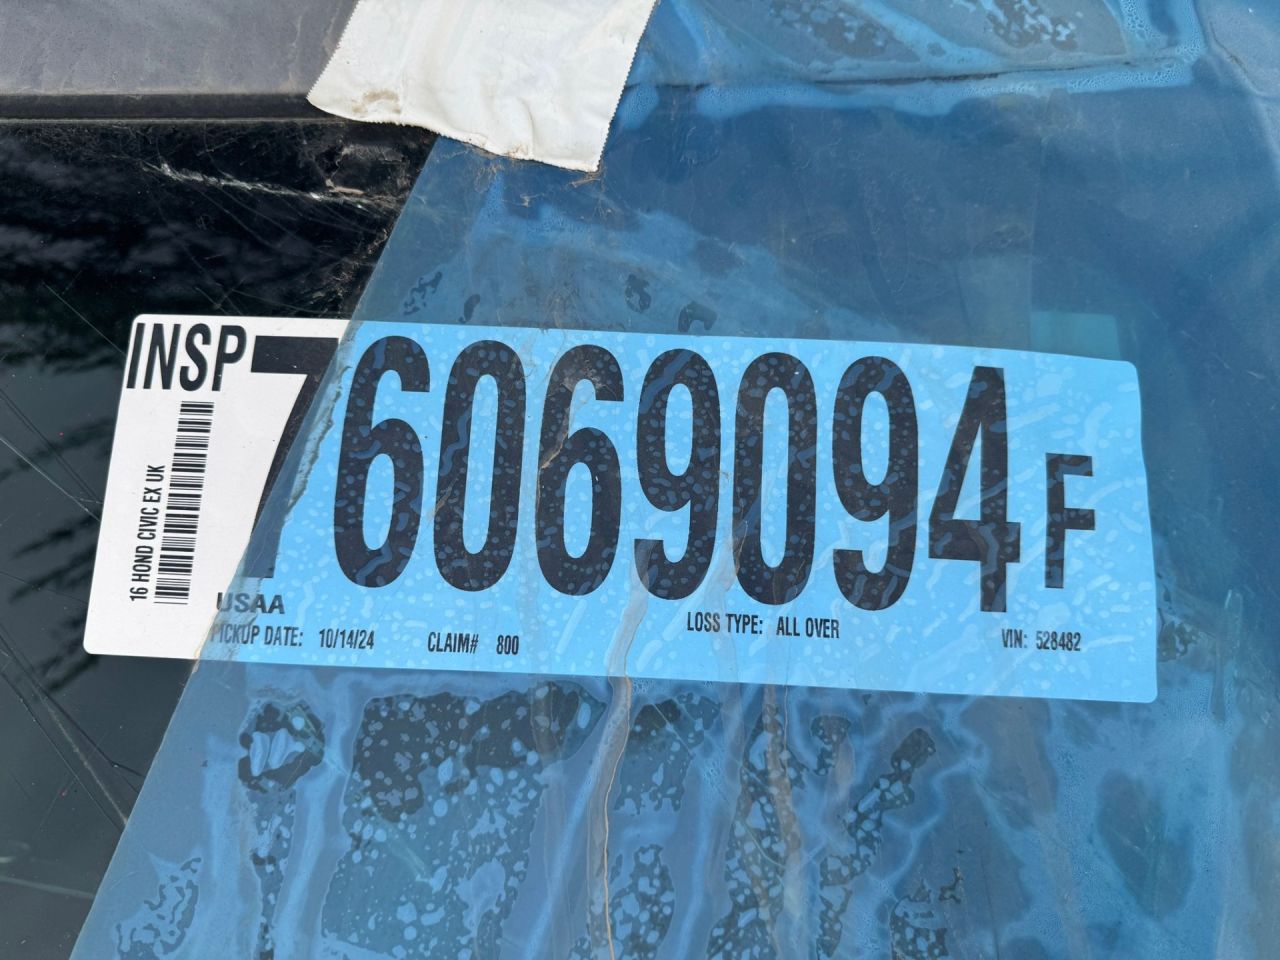 INSP
76069094F
16 HOND CIVIC EX UK
USAA
PICKUP DATE: 10/14/24 CLAIM# 800 LOSS TYPE: ALL OVER VIN: 528482